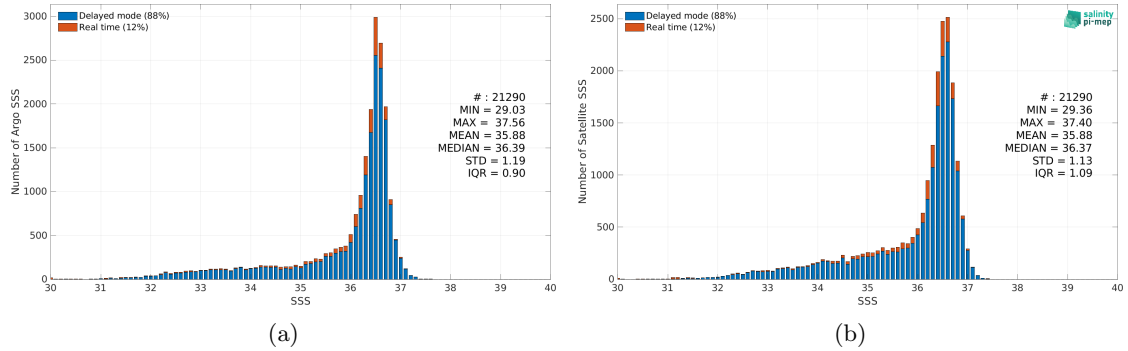 Delayed mode (88%)
Real time (12%)
Number of Argo SSS
3000
2500
2000
1500
1000
500
0
# : 21290
MIN = 29.03
MAX = 37.56
MEAN = 35.88
MEDIAN = 36.39
STD = 1.19
IQR = 0.90
30 31 32 33 34 35 36 37 38 39 40
SSS
(a)
Delayed mode (88%)
Real time (12%)
salinity
pi-mep
Number of Satellite SSS
2500
2000
1500
1000
500
0
# : 21290
MIN = 29.36
MAX = 37.40
MEAN = 35.88
MEDIAN = 36.37
STD = 1.13
IQR = 1.09
30 31 32 33 34 35 36 37 38 39 40
SSS
(b)